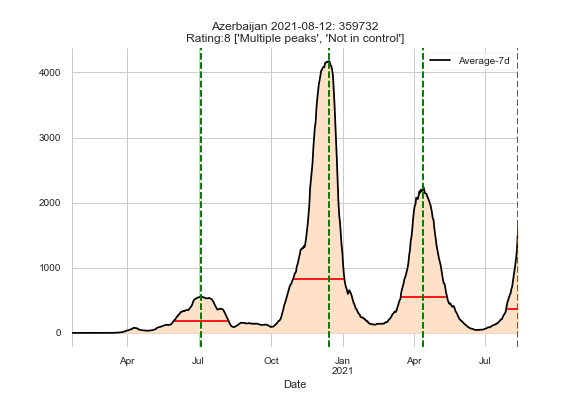 Azerbaijan 2021-08-12: 359732
Rating:8 ['Multiple peaks', 'Not in control']
Average-7d
4000
3000
2000
1000
0
Apr
Jul
Oct
Jan
2021
Apr
Jul
Date